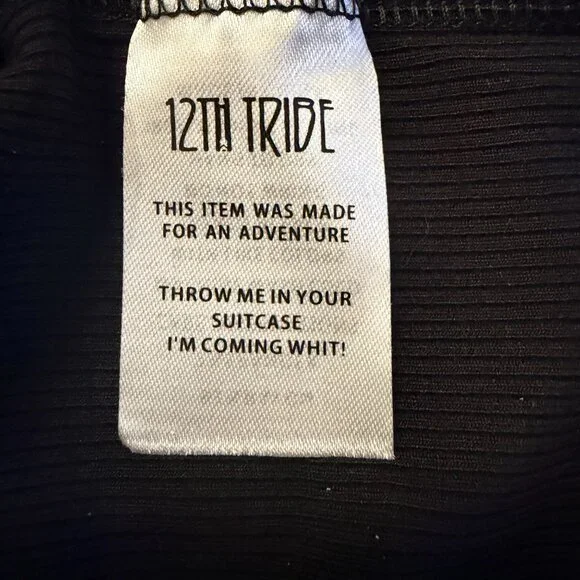 12TH TRIBE
THIS ITEM WAS MADE
FOR AN ADVENTURE
THROW ME IN YOUR
SUITCASE
I'M COMING WHIT!